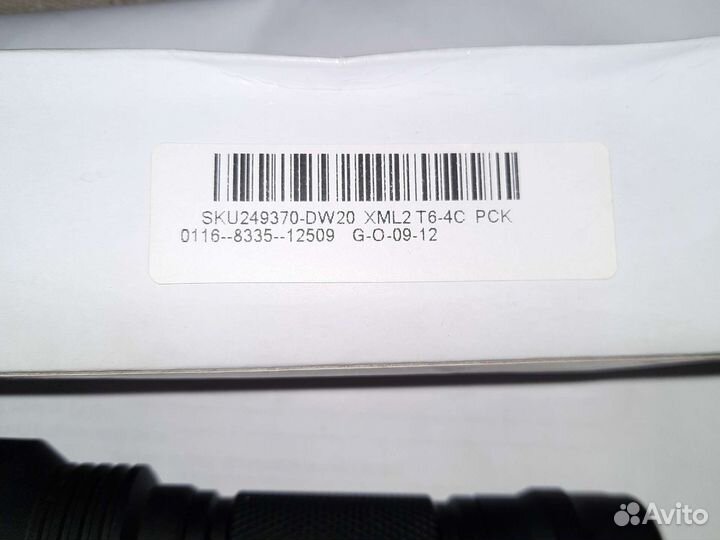 SKU249370-DW20 XML2 T6-4C PCK
0116--8335--12509 G-O-09-12
Avito